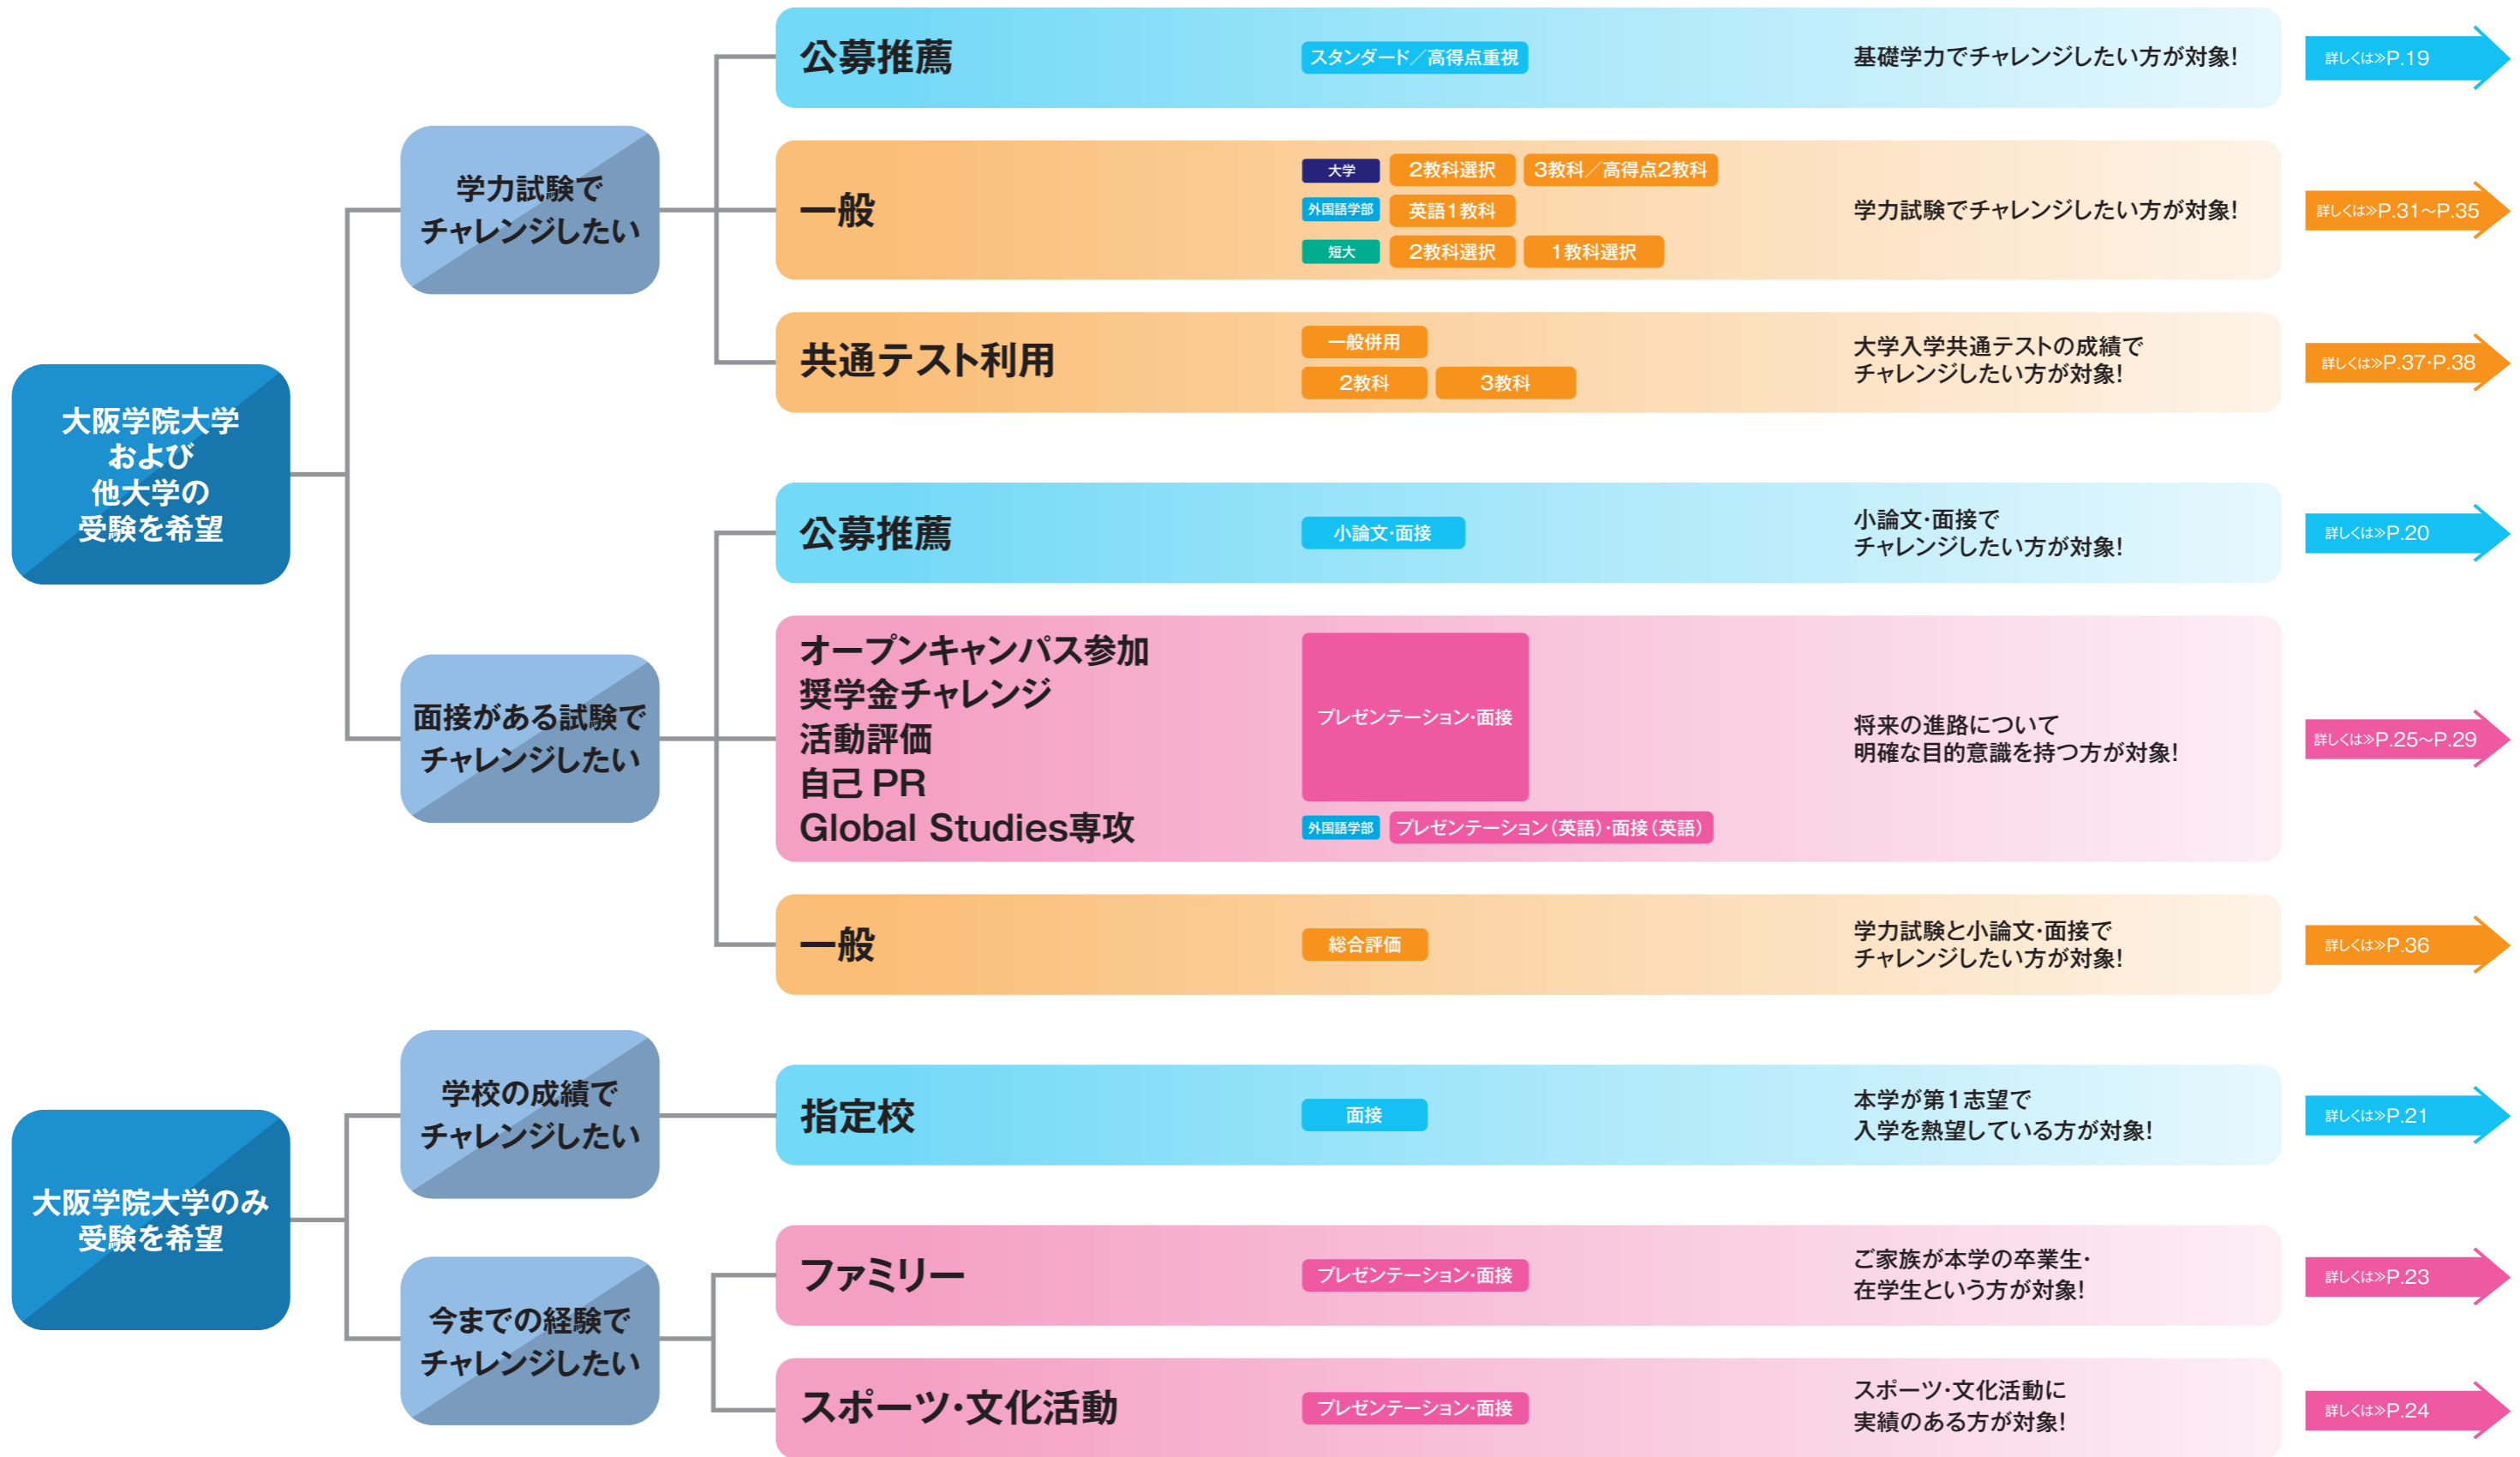 大阪学院大学
および
他大学の
受験を希望
学力試験で
チャレンジしたい
公募推薦
スタンダード／高得点重視
基礎学力でチャレンジしたい方が対象!
詳しくは≫P.19
一般
大学 2教科選択 3教科／高得点2教科
外国語学部 英語1教科
短大 2教科選択 1教科選択
学力試験でチャレンジしたい方が対象!
詳しくは≫P.31～P.35
共通テスト利用
一般併用
2教科 3教科
大学入学共通テストの成績で
チャレンジしたい方が対象!
詳しくは≫P.37･P.38
面接がある試験で
チャレンジしたい
公募推薦
小論文･面接
小論文･面接で
チャレンジしたい方が対象!
詳しくは≫P.20
オープンキャンパス参加
奨学金チャレンジ
活動評価
自己 PR
Global Studies専攻
プレゼンテーション･面接
外国語学部 プレゼンテーション（英語）･面接（英語）
将来の進路について
明確な目的意識を持つ方が対象!
詳しくは≫P.25～P.29
一般
総合評価
学力試験と小論文･面接で
チャレンジしたい方が対象!
詳しくは≫P.36
大阪学院大学のみ
受験を希望
学校の成績で
チャレンジしたい
指定校
面接
本学が第1志望で
入学を熱望している方が対象!
詳しくは≫P.21
今までの経験で
チャレンジしたい
ファミリー
プレゼンテーション･面接
ご家族が本学の卒業生･
在学生という方が対象!
詳しくは≫P.23
スポーツ･文化活動
プレゼンテーション･面接
スポーツ･文化活動に
実績のある方が対象!
詳しくは≫P.24